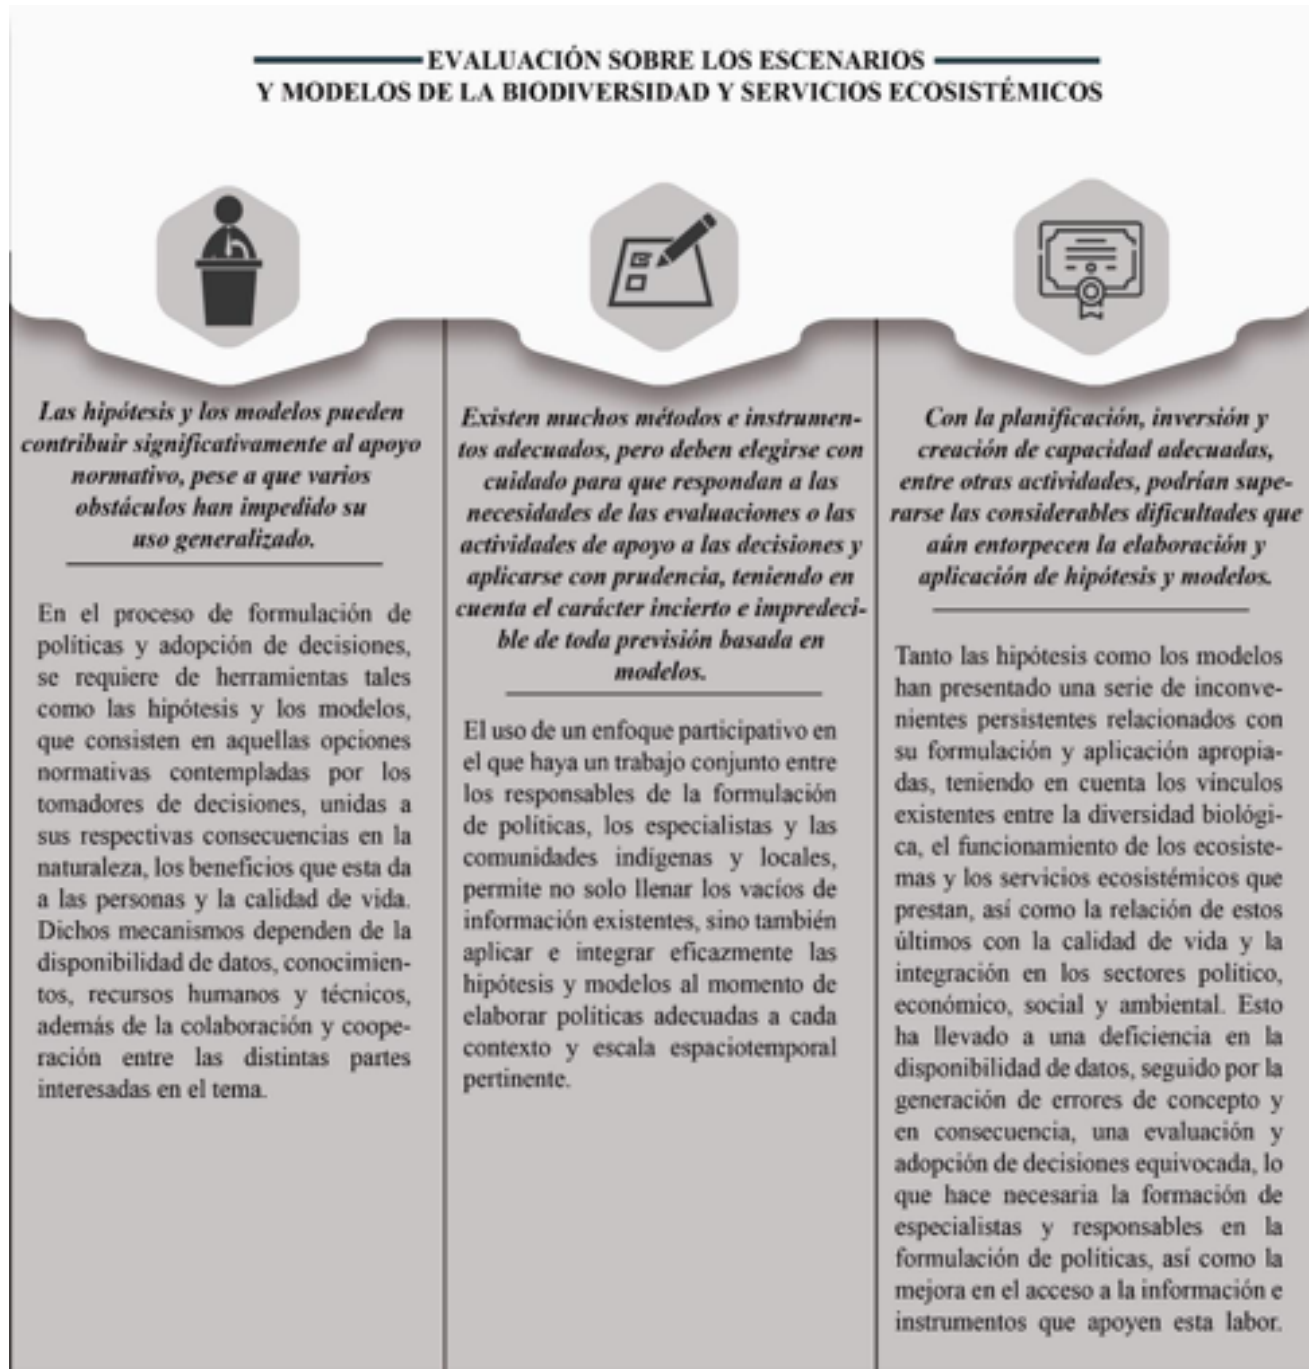 EVALUACIÓN SOBRE LOS ESCENARIOS
Y MODELOS DE LA BIODIVERSIDAD Y SERVICIOS ECOSISTÉMICOS
Las hipótesis y los modelos pueden
contribuir significativamente al apoyo
normativo, pese a que varios
obstáculos han impedido su
uso generalizado.
En el proceso de formulación de
políticas y adopción de decisiones,
se requiere de herramientas tales
como las hipótesis y los modelos,
que consisten en aquellas opciones
normativas contempladas por los
tomadores de decisiones, unidas a
sus respectivas consecuencias en la
naturaleza, los beneficios que esta da
a las personas y la calidad de vida.
Dichos mecanismos dependen de la
disponibilidad de datos, conocimien-
tos, recursos humanos y técnicos,
además de la colaboración y coope-
ración entre las distintas partes
interesadas en el tema.
Existen muchos métodos e instrumen-
tos adecuados, pero deben elegirse con
cuidado para que respondan a las
necesidades de las evaluaciones o las
actividades de apoyo a las decisiones y
aplicarse con prudencia, teniendo en
cuenta el carácter incierto e impredeci-
ble de toda previsión basada en
modelos.
El uso de un enfoque participativo en
el que haya un trabajo conjunto entre
los responsables de la formulación
de políticas, los especialistas y las
comunidades indígenas y locales,
permite no solo llenar los vacíos de
información existentes, sino también
aplicar e integrar eficazmente las
hipótesis y modelos al momento de
elaborar políticas adecuadas a cada
contexto y escala espaciotemporal
pertinente.
Con la planificación, inversión y
creación de capacidad adecuadas,
entre otras actividades, podrían supe-
rarse las considerables dificultades que
aún entorpecen la elaboración y
aplicación de hipótesis y modelos.
Tanto las hipótesis como los modelos
han presentado una serie de inconve-
nientes persistentes relacionados con
su formulación y aplicación apropia-
das, teniendo en cuenta los vínculos
existentes entre la diversidad biológi-
ca, el funcionamiento de los ecosiste-
mas y los servicios ecosistémicos que
prestan, así como la relación de estos
últimos con la calidad de vida y la
integración en los sectores político,
económico, social y ambiental. Esto
ha llevado a una deficiencia en la
disponibilidad de datos, seguido por la
generación de errores de concepto y
en consecuencia, una evaluación y
adopción de decisiones equivocada, lo
que hace necesaria la formación de
especialistas y responsables en la
formulación de políticas, así como la
mejora en el acceso a la información e
instrumentos que apoyen esta labor.